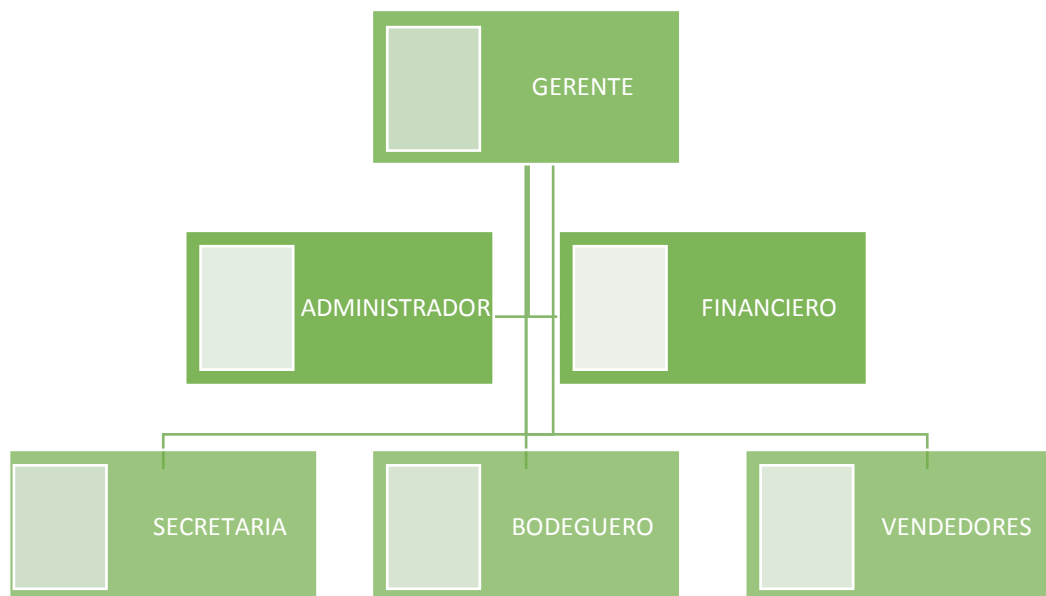 GERENTE
ADMINISTRADOR
FINANCIERO
SECRETARIA
BODEGUERO
VENDEDORES